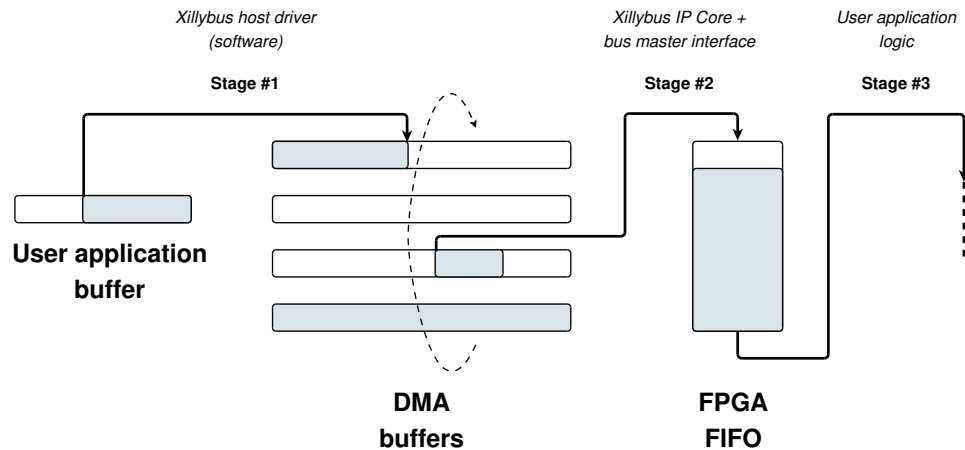 Xillybus host driver
(software)
Stage #1
Xillybus IP Core +
bus master interface
Stage #2
User application
logic
Stage #3
User application
buffer
DMA
buffers
FPGA
FIFO